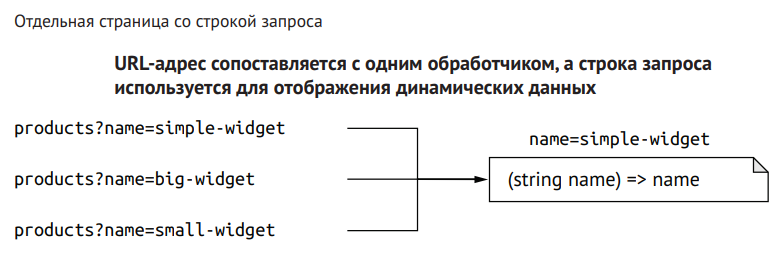 Отдельная страница со строкой запроса
URL-адрес сопоставляется с одним обработчиком, а строка запроса
используется для отображения динамических данных
products?name=simple-widget
name=simple-widget
products?name=big-widget
(string name) => name
products?name=small-widget